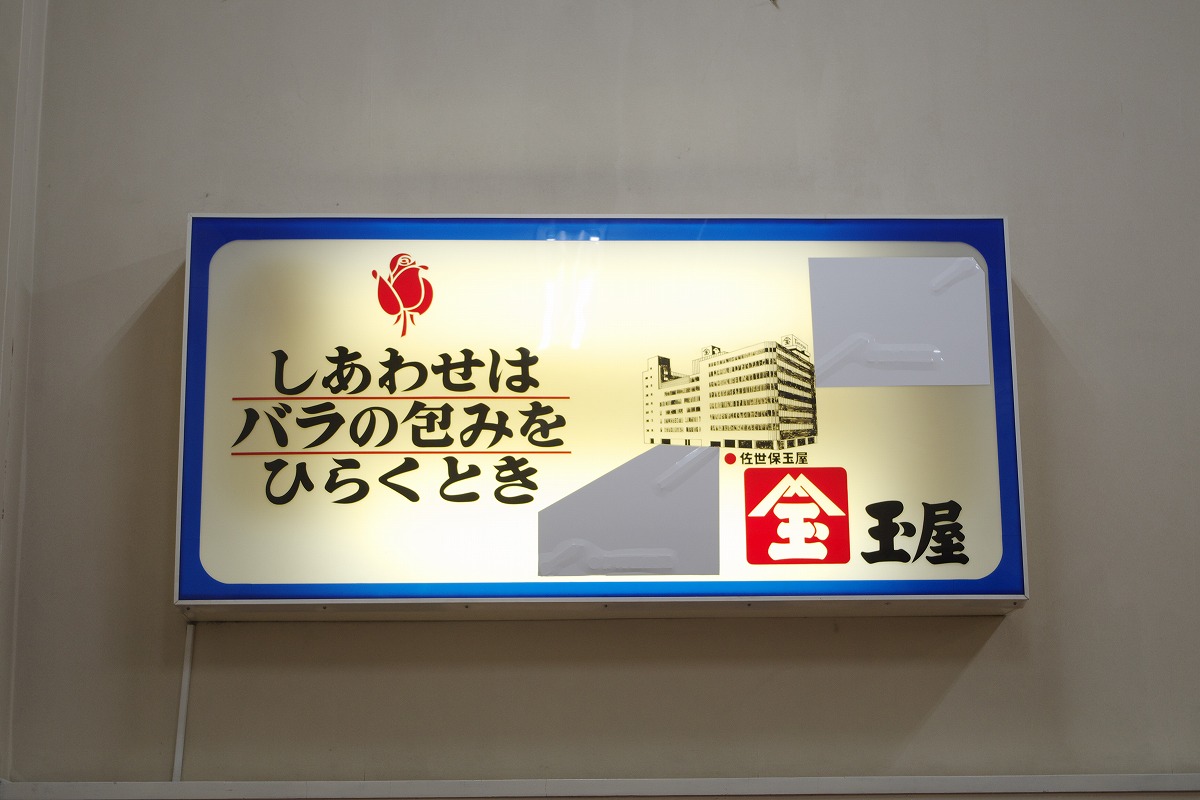 しあわせは
バラの包みを
ひらくとき
佐世保玉屋
玉
玉屋